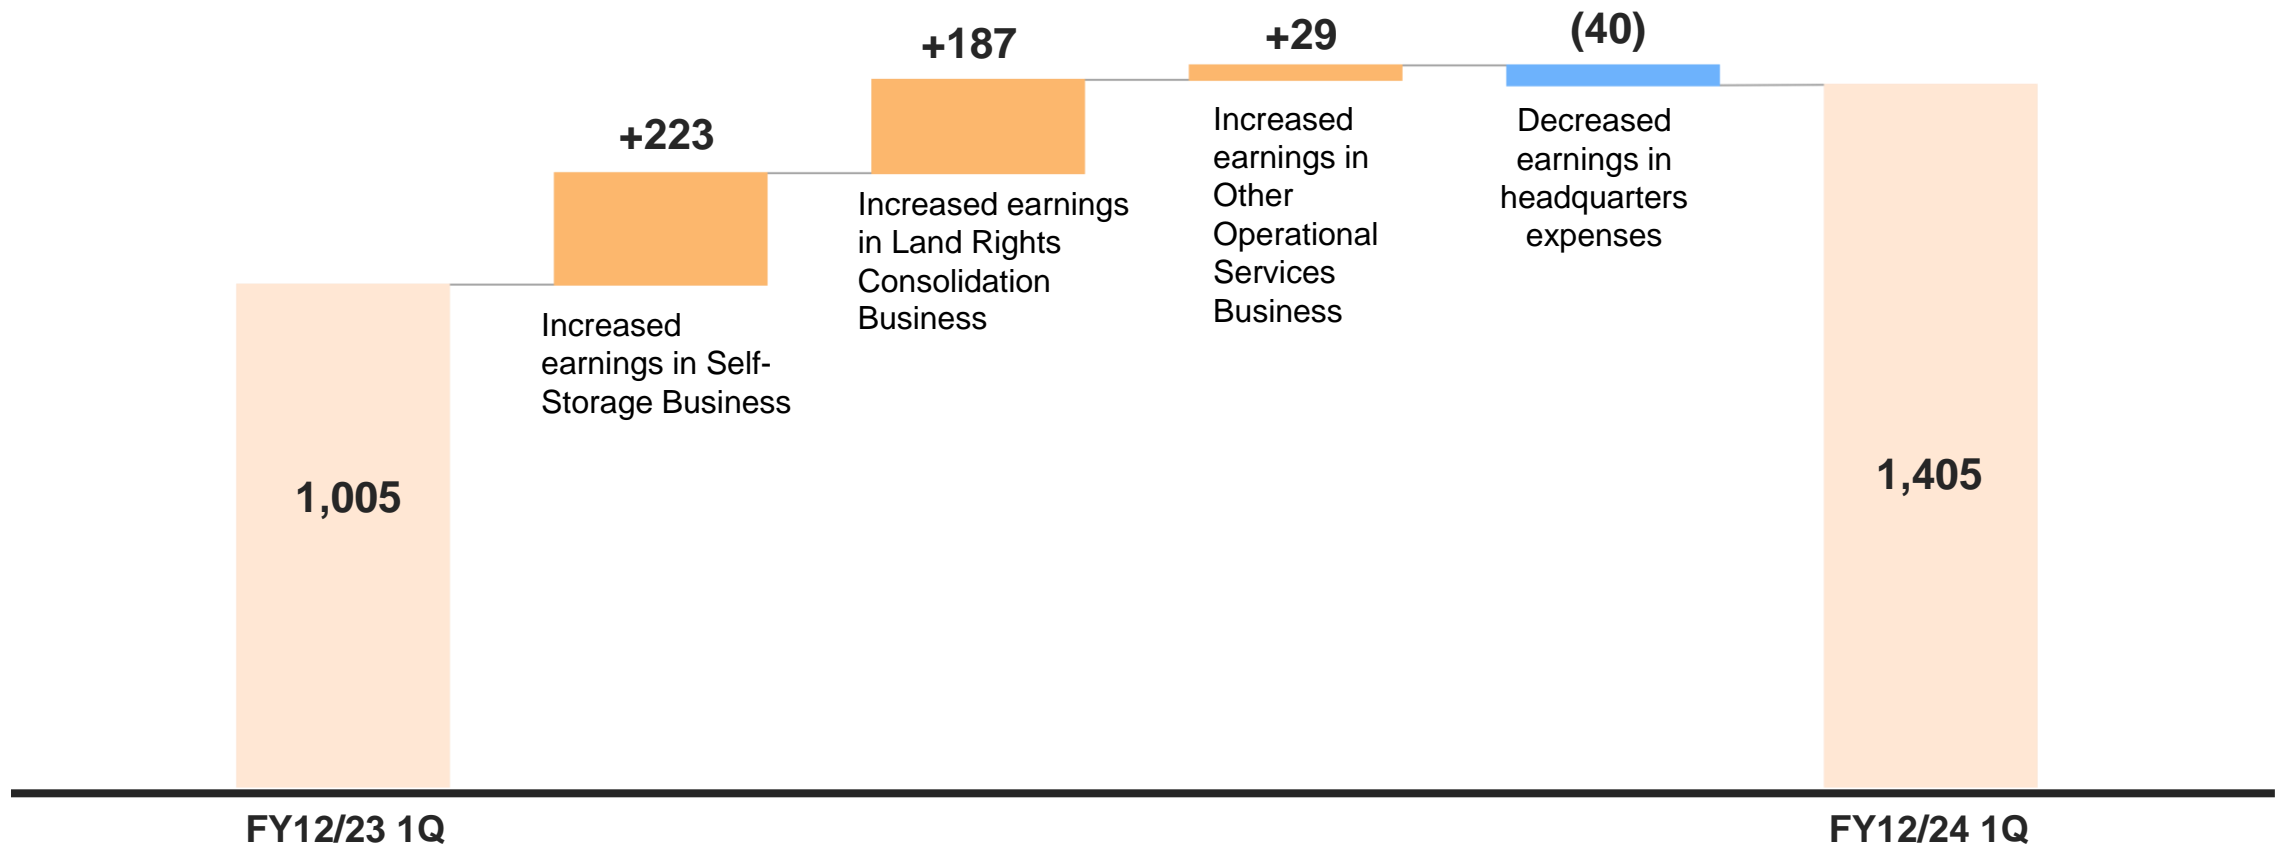 +187
+29
(40)
+223
Increased
earnings in
Other
Operational
Services
Business
Decreased
earnings in
headquarters
expenses
Increased earnings
in Land Rights
Consolidation
Business
Increased
earnings in Self-
Storage Business
1,005
1,405
FY12/23 1Q
FY12/24 1Q